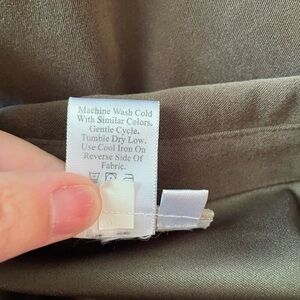 Machine Wash Cold
With Similar Colors.
Gentle Cycle.
Tumble Dry Low.
Use Cool Iron On
Reverse Side Of
Fabric.